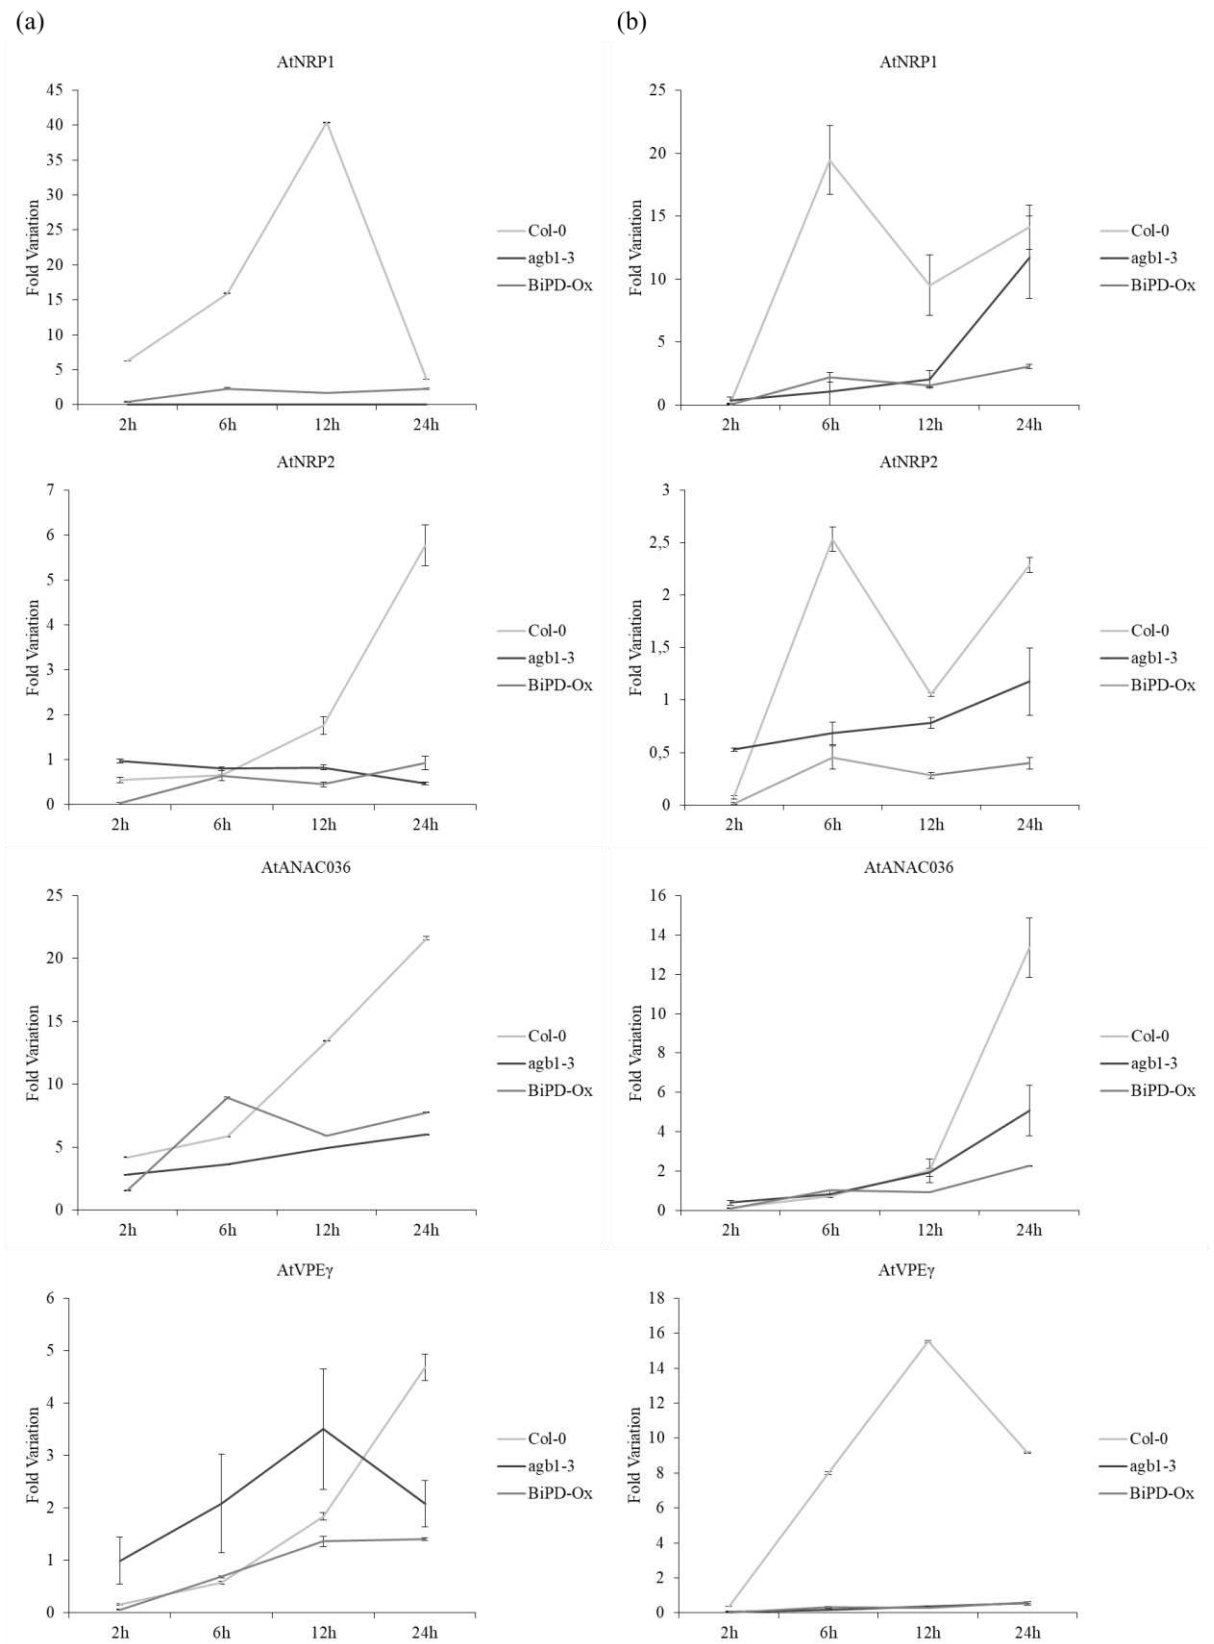 (a)
AtNRP1
45
40
35
30
25
20
15
10
5
0
Fold Variation
2h 6h 12h 24h
Col-0
agb1-3
BiPD-Ox
AtNRP2
7
6
5
4
3
2
1
0
Fold Variation
2h 6h 12h 24h
Col-0
agb1-3
BiPD-Ox
AtANAC036
25
20
15
10
5
0
Fold Variation
2h 6h 12h 24h
Col-0
agb1-3
BiPD-Ox
AtVPEγ
6
5
4
3
2
1
0
Fold Variation
2h 6h 12h 24h
Col-0
agb1-3
BiPD-Ox
(b)
AtNRP1
25
20
15
10
5
0
Fold Variation
2h 6h 12h 24h
Col-0
agb1-3
BiPD-Ox
AtNRP2
3
2,5
2
1,5
1
0,5
0
Fold Variation
2h 6h 12h 24h
Col-0
agb1-3
BiPD-Ox
AtANAC036
16
14
12
10
8
6
4
2
0
Fold Variation
2h 6h 12h 24h
Col-0
agb1-3
BiPD-Ox
AtVPEγ
18
16
14
12
10
8
6
4
2
0
Fold Variation
2h 6h 12h 24h
Col-0
agb1-3
BiPD-Ox